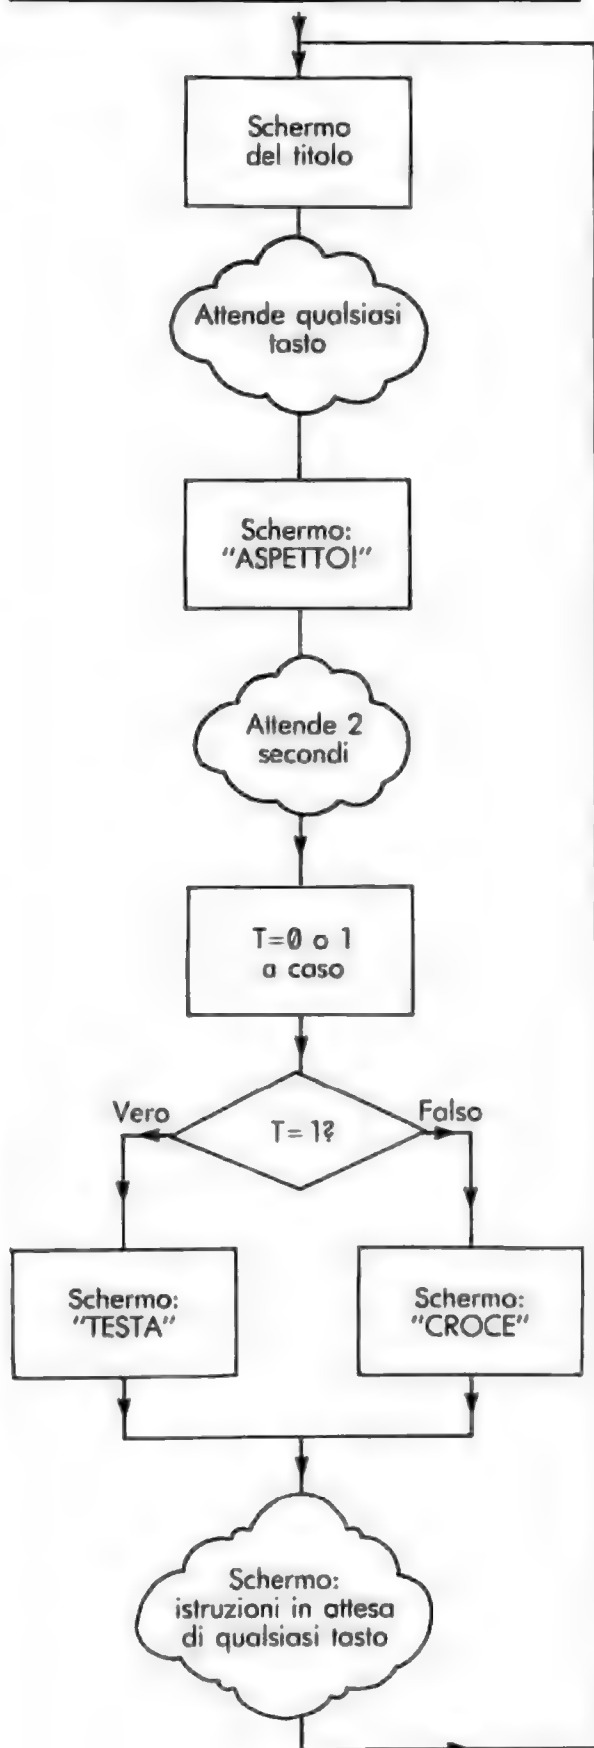 Schermo
del titolo
Attende qualsiasi
tasto
Schermo:
"ASPETTO!"
Attende 2
secondi
T=0 o 1
a caso
T=1?
Vero
Falso
Schermo:
"TESTA"
Schermo:
"CROCE"
Schermo:
istruzioni in attesa
di qualsiasi tasto